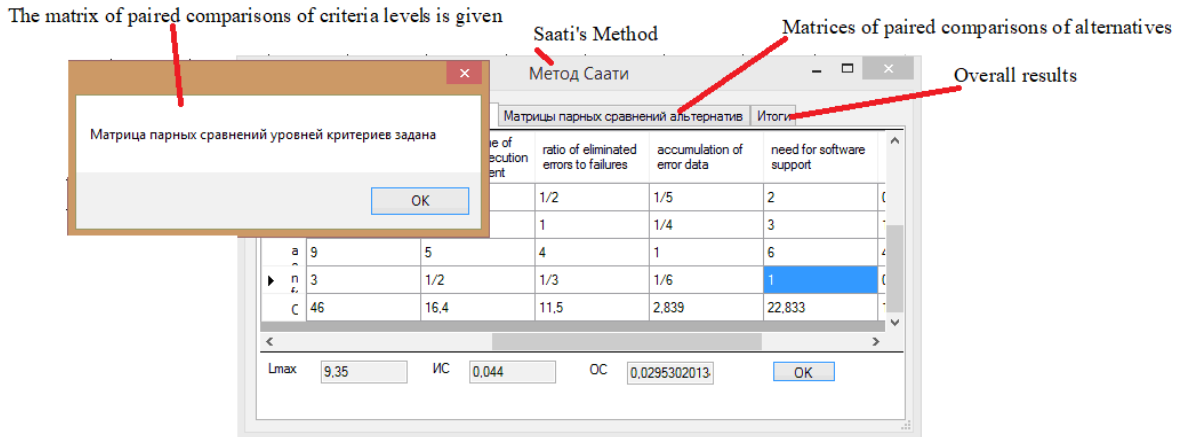 The matrix of paired comparisons of criteria levels is given
Saati's Method
Matrices of paired comparisons of alternatives
Overall results
Метод Саати
Матрица парных сравнений уровней критериев задана
OK
Матрицы парных сравнений альтернатив Итоги
ratio of eliminated errors to failures
accumulation of error data
need for software support
1/2 1/5 2
1 1/4 3
a 9 5 4 1 6
n 3 1/2 1/3 1/6 1
С 46 16,4 11,5 2,839 22,833
Lmax 9,35 ИС 0,044 ОС 0,0295302013 OK